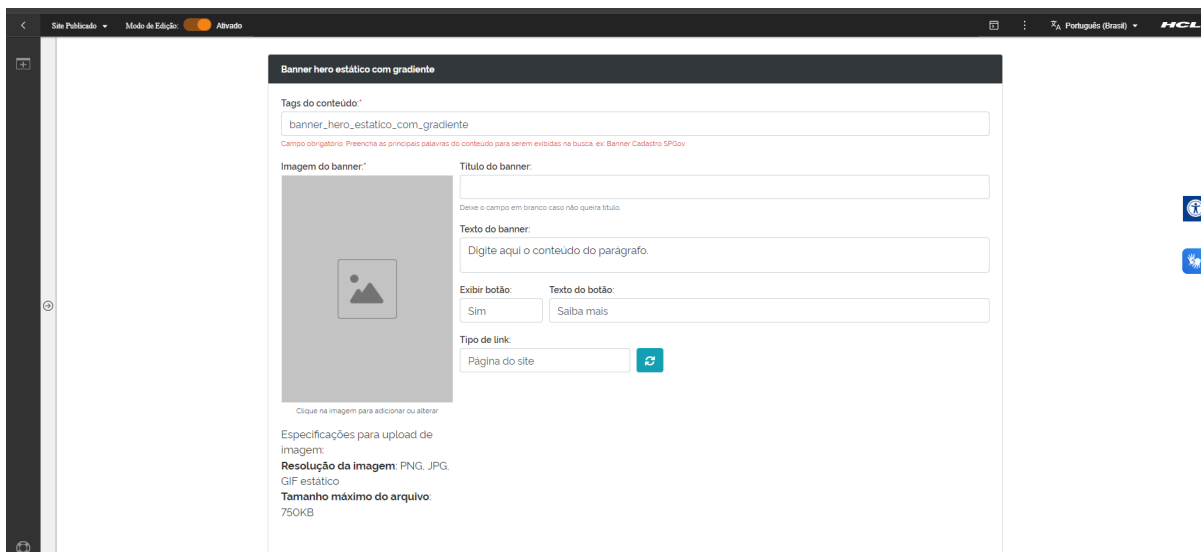 Site Publicado
Modo de Edição:
Ativado
Português (Brasil)
HCL
Banner hero estático com gradiente
Tags do conteúdo:*
banner_hero_estatico_com_gradiente
Campo obrigatório. Preencha as principais palavras do conteúdo para serem exibidas na busca. ex: Banner Cadastro SPGov
Imagem do banner:*
Título do banner:
Deixe o campo em branco caso não queira título.
Texto do banner:
Digite aqui o conteúdo do parágrafo.
Exibir botão:
Texto do botão:
Sim
Saiba mais
Tipo de link:
Página do site
Clique na imagem para adicionar ou alterar
Especificações para upload de
imagem:
Resolução da imagem: PNG, JPG,
GIF estático
Tamanho máximo do arquivo:
750KB